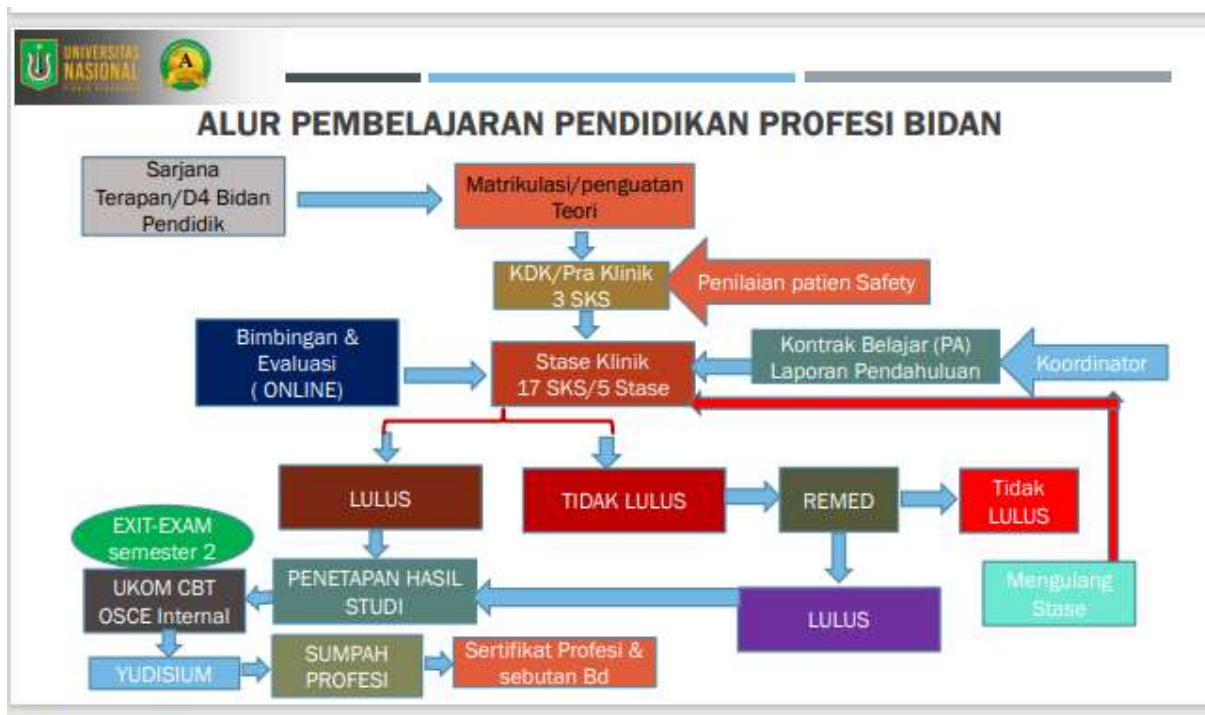 UNIVERSITAS
NASIONAL
A
ALUR PEMBELAJARAN PENDIDIKAN PROFESI BIDAN
Sarjana
Terapan/D4 Bidan
Pendidik
Matrikulasi/penguatan
Teori
KDK/Pra Klinik
3 SKS
Penilaian patien Safety
Bimbingan &
Evaluasi
( ONLINE)
Stase Klinik
17 SKS/5 Stase
Kontrak Belajar (PA)
Laporan Pendahuluan
Koordinator
LULUS
TIDAK LULUS
REMED
Tidak
LULUS
EXIT-EXAM
semester 2
UKOM CBT
OSCE Internal
PENETAPAN HASIL
STUDI
LULUS
Mengulang
Stase
YUDISIUM
SUMPAH
PROFESI
Sertifikat Profesi &
sebutan Bd